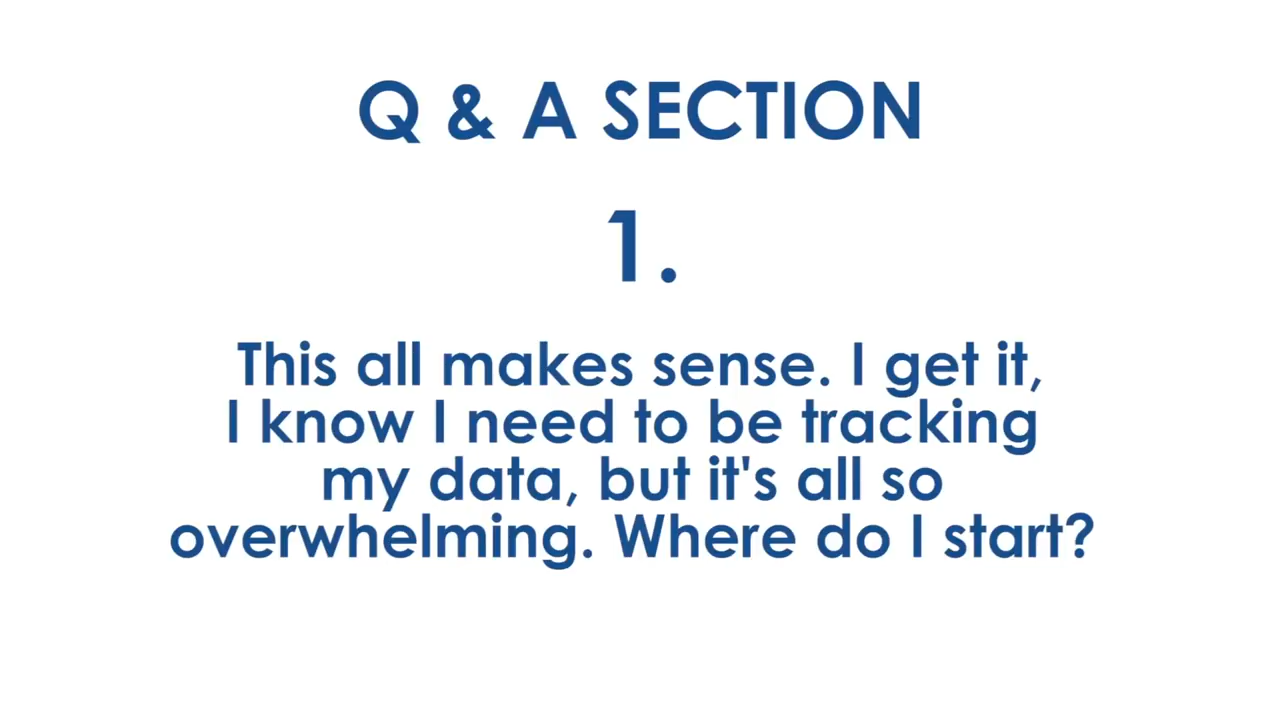 Q & A SECTION
1.
This all makes sense. I get it,
I know I need to be tracking
my data, but it's all so
overwhelming. Where do I start?